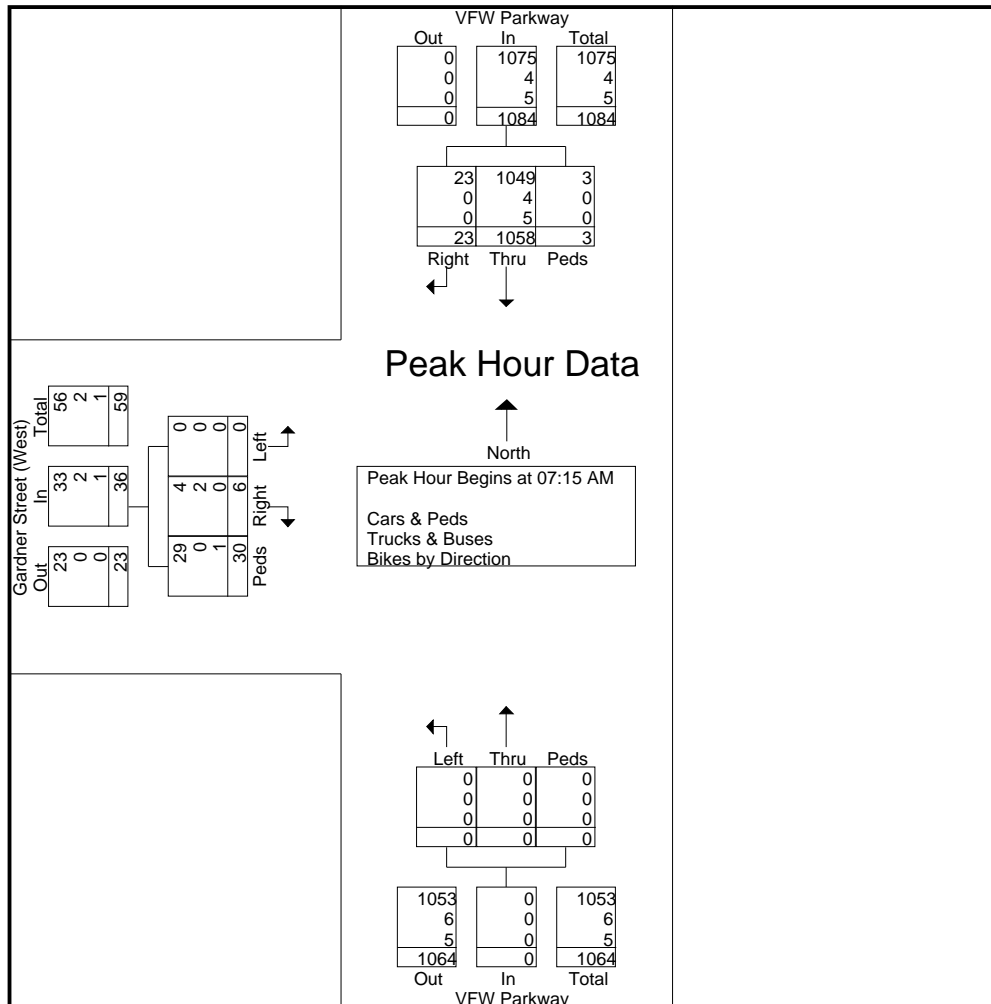 VFW Parkway
Out In Total
0 1075 1075
0 4 4
0 5 5
0 1084 1084
23 1049 3
0 4 0
0 5 0
23 1058 3
Right Thru Peds
Peak Hour Data
North
Peak Hour Begins at 07:15 AM
Cars & Peds
Trucks & Buses
Bikes by Direction
Gardner Street (West)
Out In Total
23 33 56
0 2 2
0 1 1
23 36 59
29 4 0
0 2 0
1 0 0
30 6 0
Peds Right Left
Left Thru Peds
0 0 0
0 0 0
0 0 0
0 0 0
1053 0 1053
6 0 6
5 0 5
1064 0 1064
Out In Total
VFW Parkway